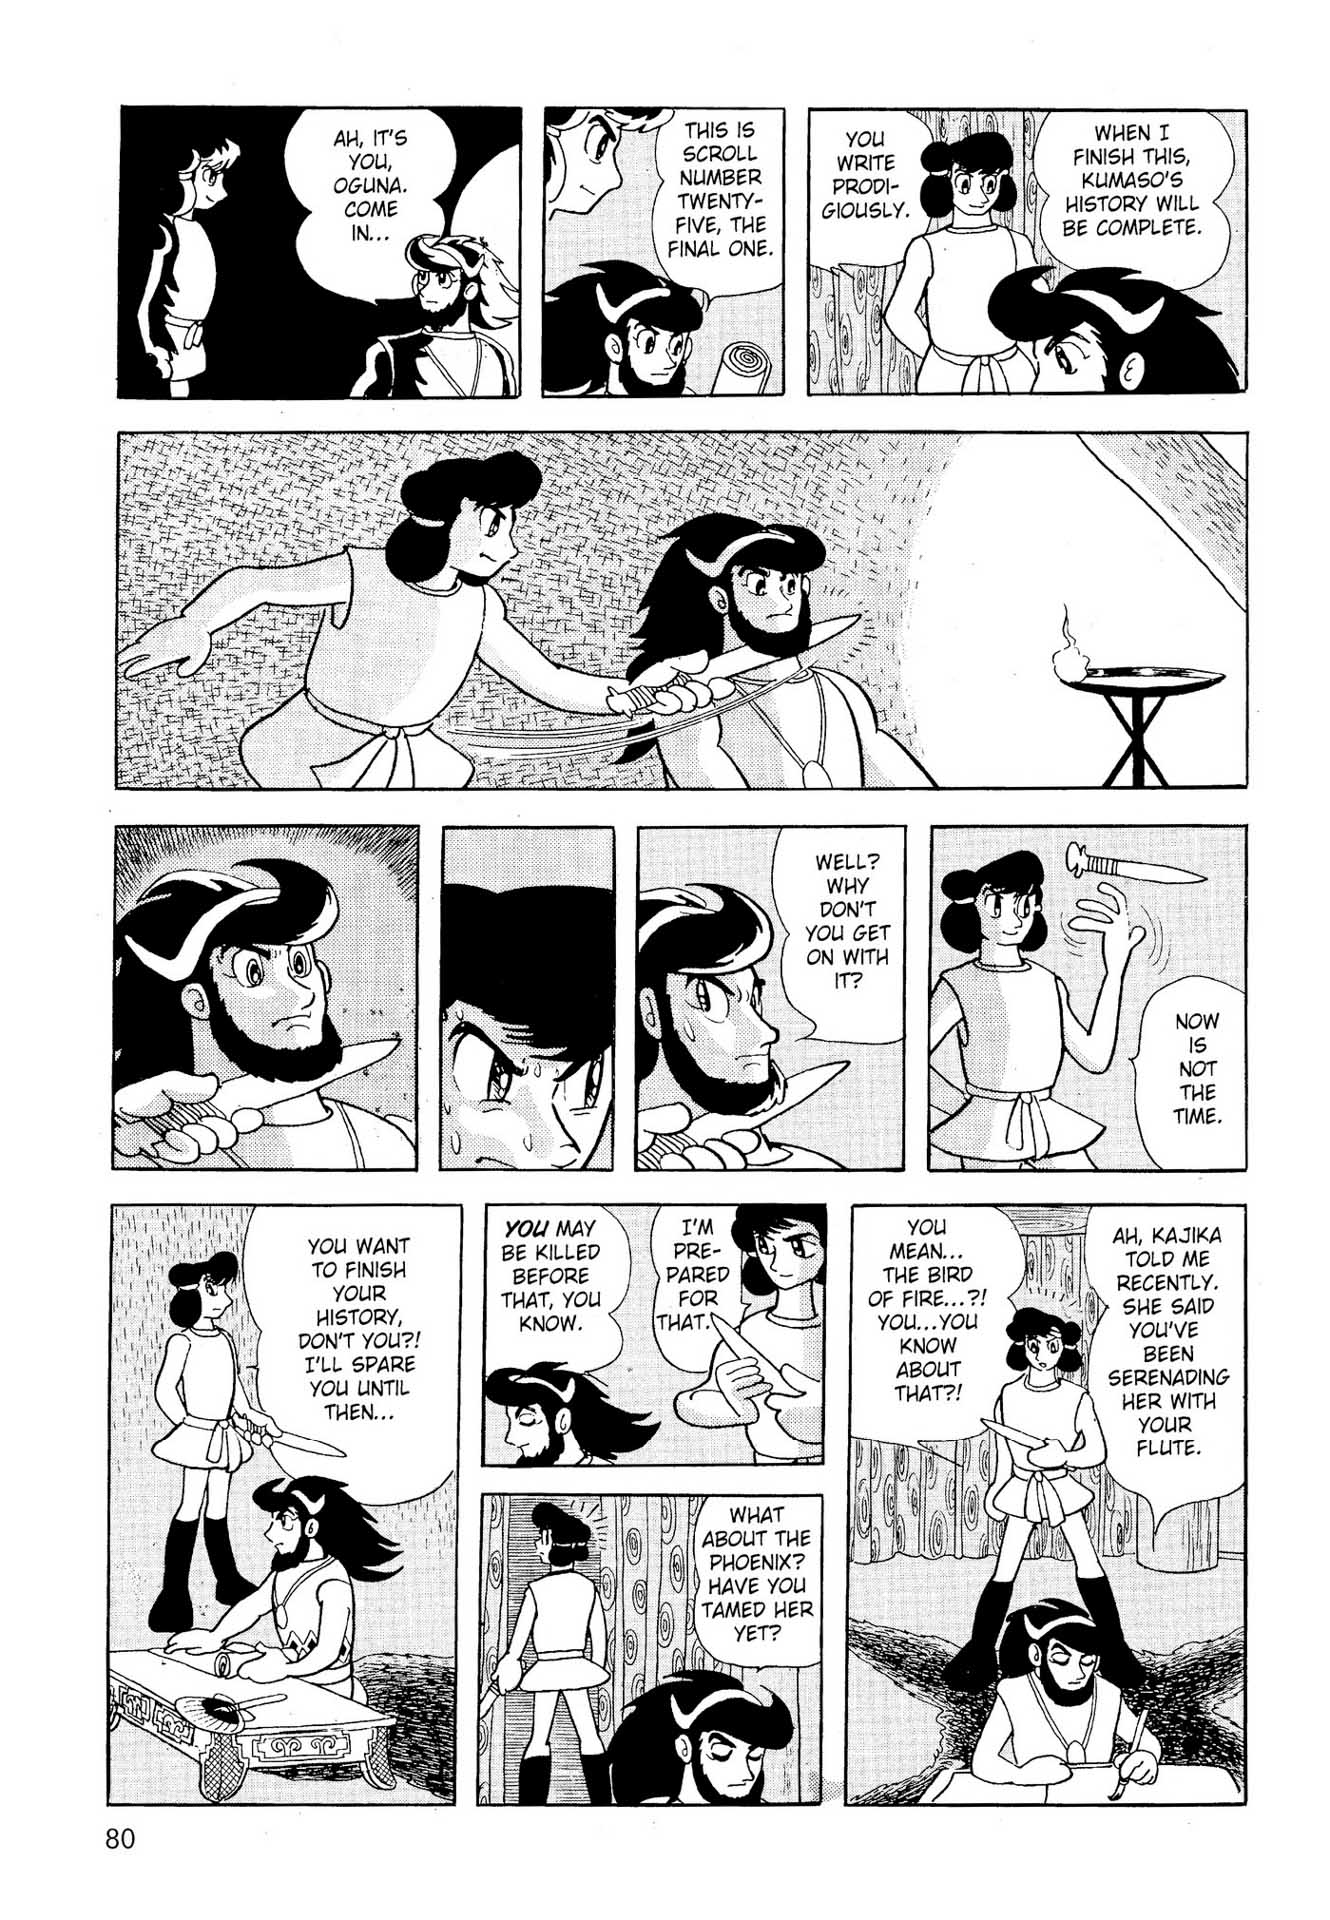 AH, IT'S
YOU,
OGUNA.
COME
IN...
THIS IS
SCROLL
NUMBER
TWENTY-
FIVE, THE
FINAL ONE.
YOU
WRITE
PRODI-
GIOUSLY.
WHEN I
FINISH THIS,
KUMASO'S
HISTORY WILL
BE COMPLETE.
WELL?
WHY
DON'T
YOU GET
ON WITH
IT?
NOW
IS
NOT
THE
TIME.
YOU WANT
TO FINISH
YOUR
HISTORY,
DON'T YOU?!
I'LL SPARE
YOU UNTIL
THEN...
YOU MAY
BE KILLED
BEFORE
THAT, YOU
KNOW.
I'M
PRE-
PARED
FOR
THAT.
WHAT
ABOUT THE
PHOENIX?
HAVE YOU
TAMED HER
YET?
YOU
MEAN...
THE BIRD
OF FIRE...?!
YOU...YOU
KNOW
ABOUT
THAT?!
AH, KAJIKA
TOLD ME
RECENTLY.
SHE SAID
YOU'VE
BEEN
SERENADING
HER WITH
YOUR
FLUTE.
80